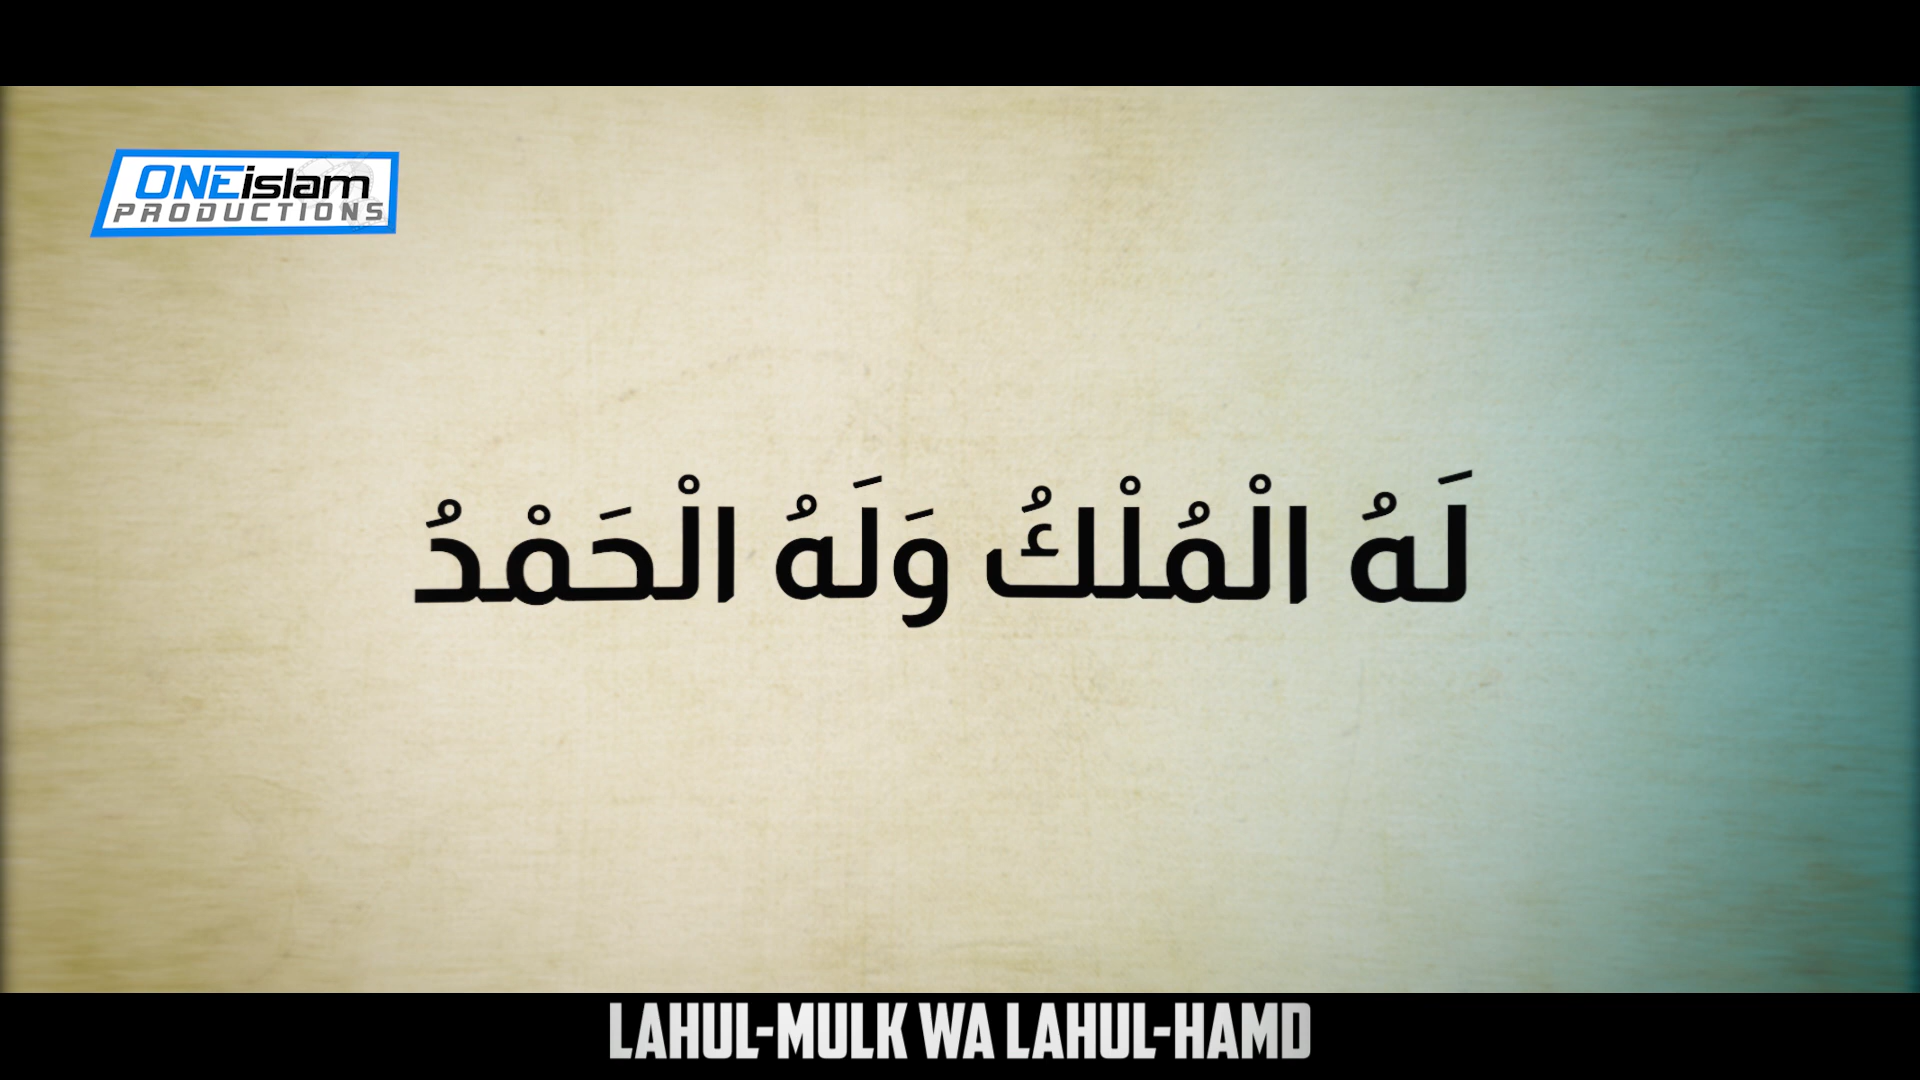 ONEislam
PRODUCTIONS
لَهُ الْمُلْكُ وَلَهُ الْحَمْدُ
LAHUL-MULK WA LAHUL-HAMD